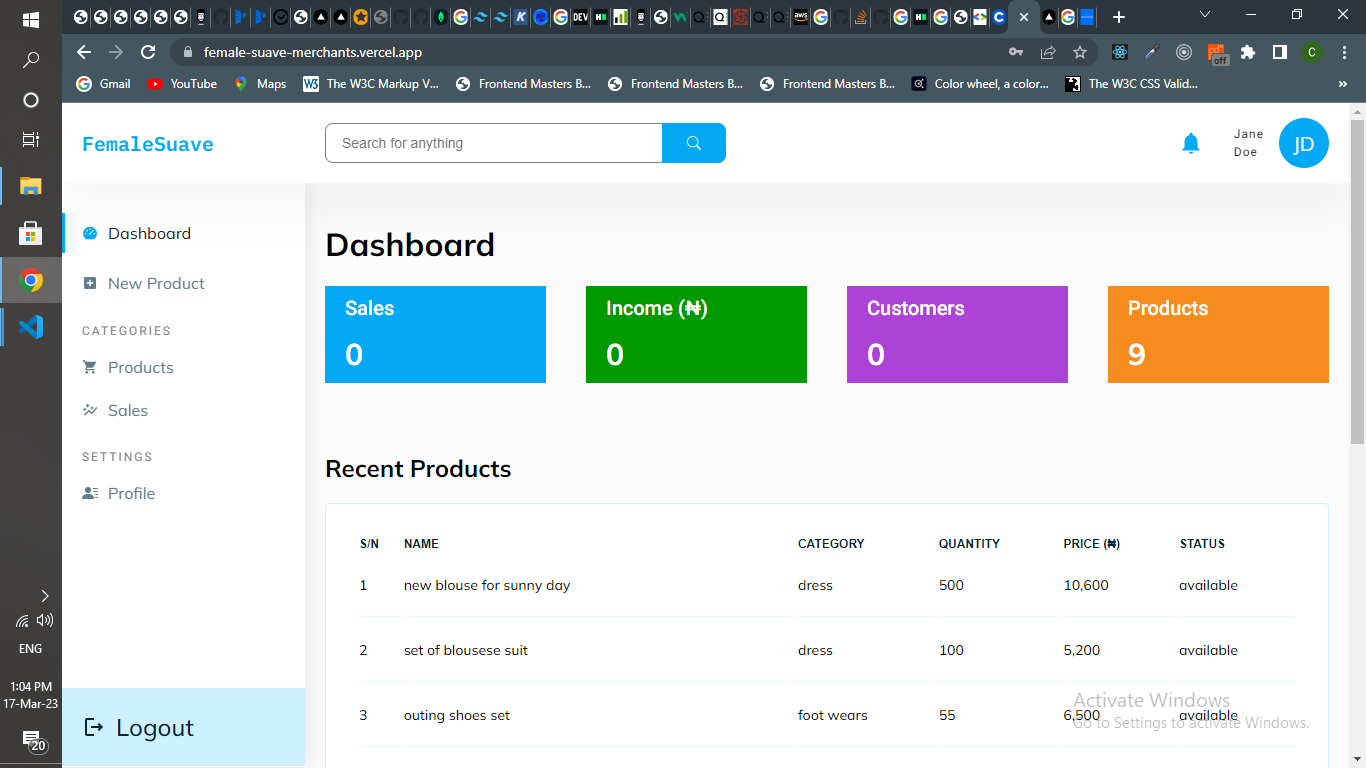 female-suave-merchants.vercel.app
off
C
Gmail
YouTube
Maps
The W3C Markup V...
Frontend Masters B...
Frontend Masters B...
Frontend Masters B...
Color wheel, a color...
The W3C CSS Valid...
»
FemaleSuave
Search for anything
Jane
Doe
JD
Dashboard
New Product
CATEGORIES
Products
Sales
SETTINGS
Profile
Logout
Dashboard
Sales
0
Income (₦)
0
Customers
0
Products
9
Recent Products
S/N NAME CATEGORY QUANTITY PRICE (₦) STATUS
1 new blouse for sunny day dress 500 10,600 available
2 set of blousese suit dress 100 5,200 available
3 outing shoes set foot wears 55 6,500 available
Activate Windows
Go to Settings to activate Windows.
ENG
1:04 PM
17-Mar-23
20